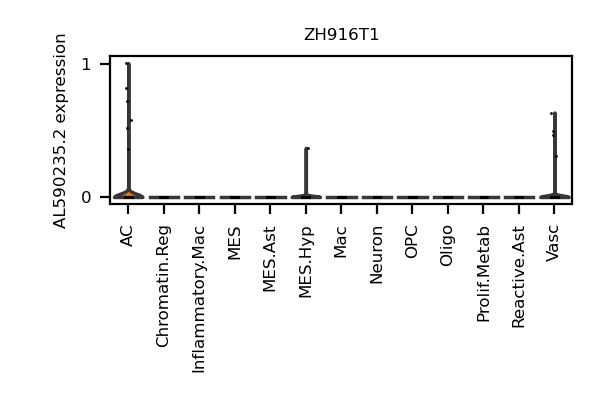 ZH916T1
AL590235.2 expression
1
0
AC
Chromatin.Reg
Inflammatory.Mac
MES
MES.Ast
MES.Hyp
Mac
Neuron
OPC
Oligo
Prolif.Metab
Reactive.Ast
Vasc